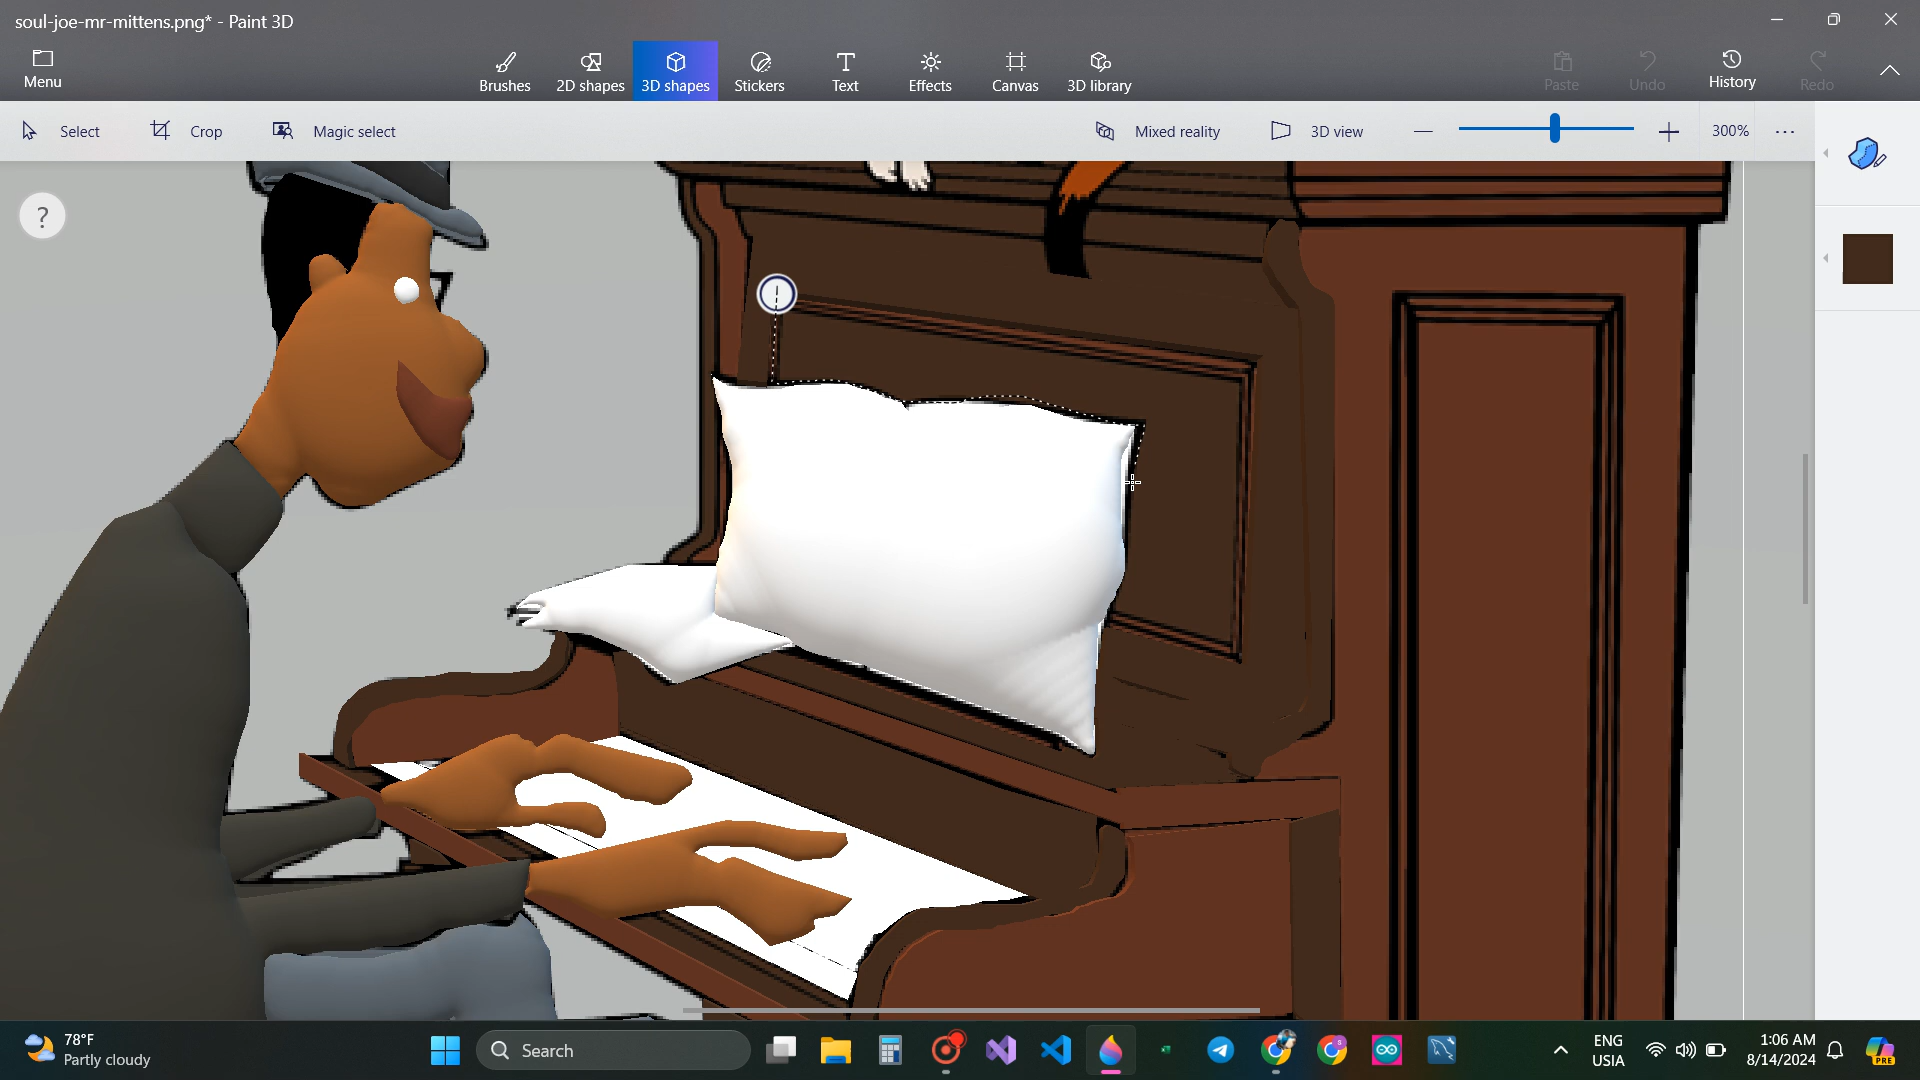 soul-joe-mr-mittens.png* - Paint 3D
Menu
Brushes
2D shapes
3D shapes
Stickers
Text
Effects
Canvas
3D library
Paste
Undo
History
Redo
Select
Crop
Magic select
Mixed reality
3D view
300%
?
78°F
Partly cloudy
Search
ENG
USIA
1:06 AM
8/14/2024
PRE